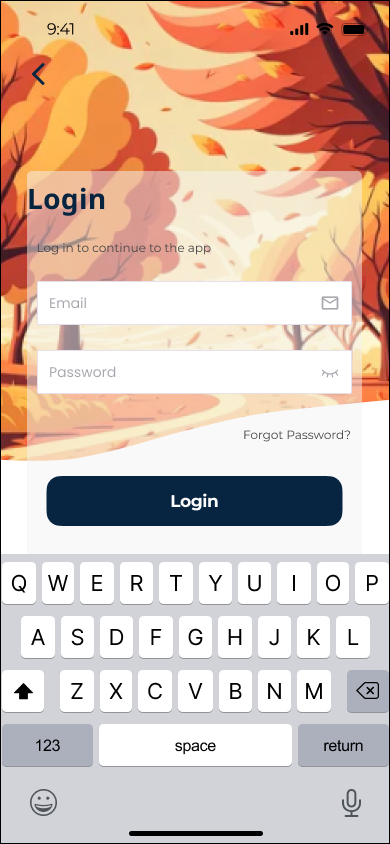 9:41
Login
Log in to continue to the app
Email
Password
Forgot Password?
Login
Q W E R T Y U I O P
A S D F G H J K L
Z X C V B N M
123 space return